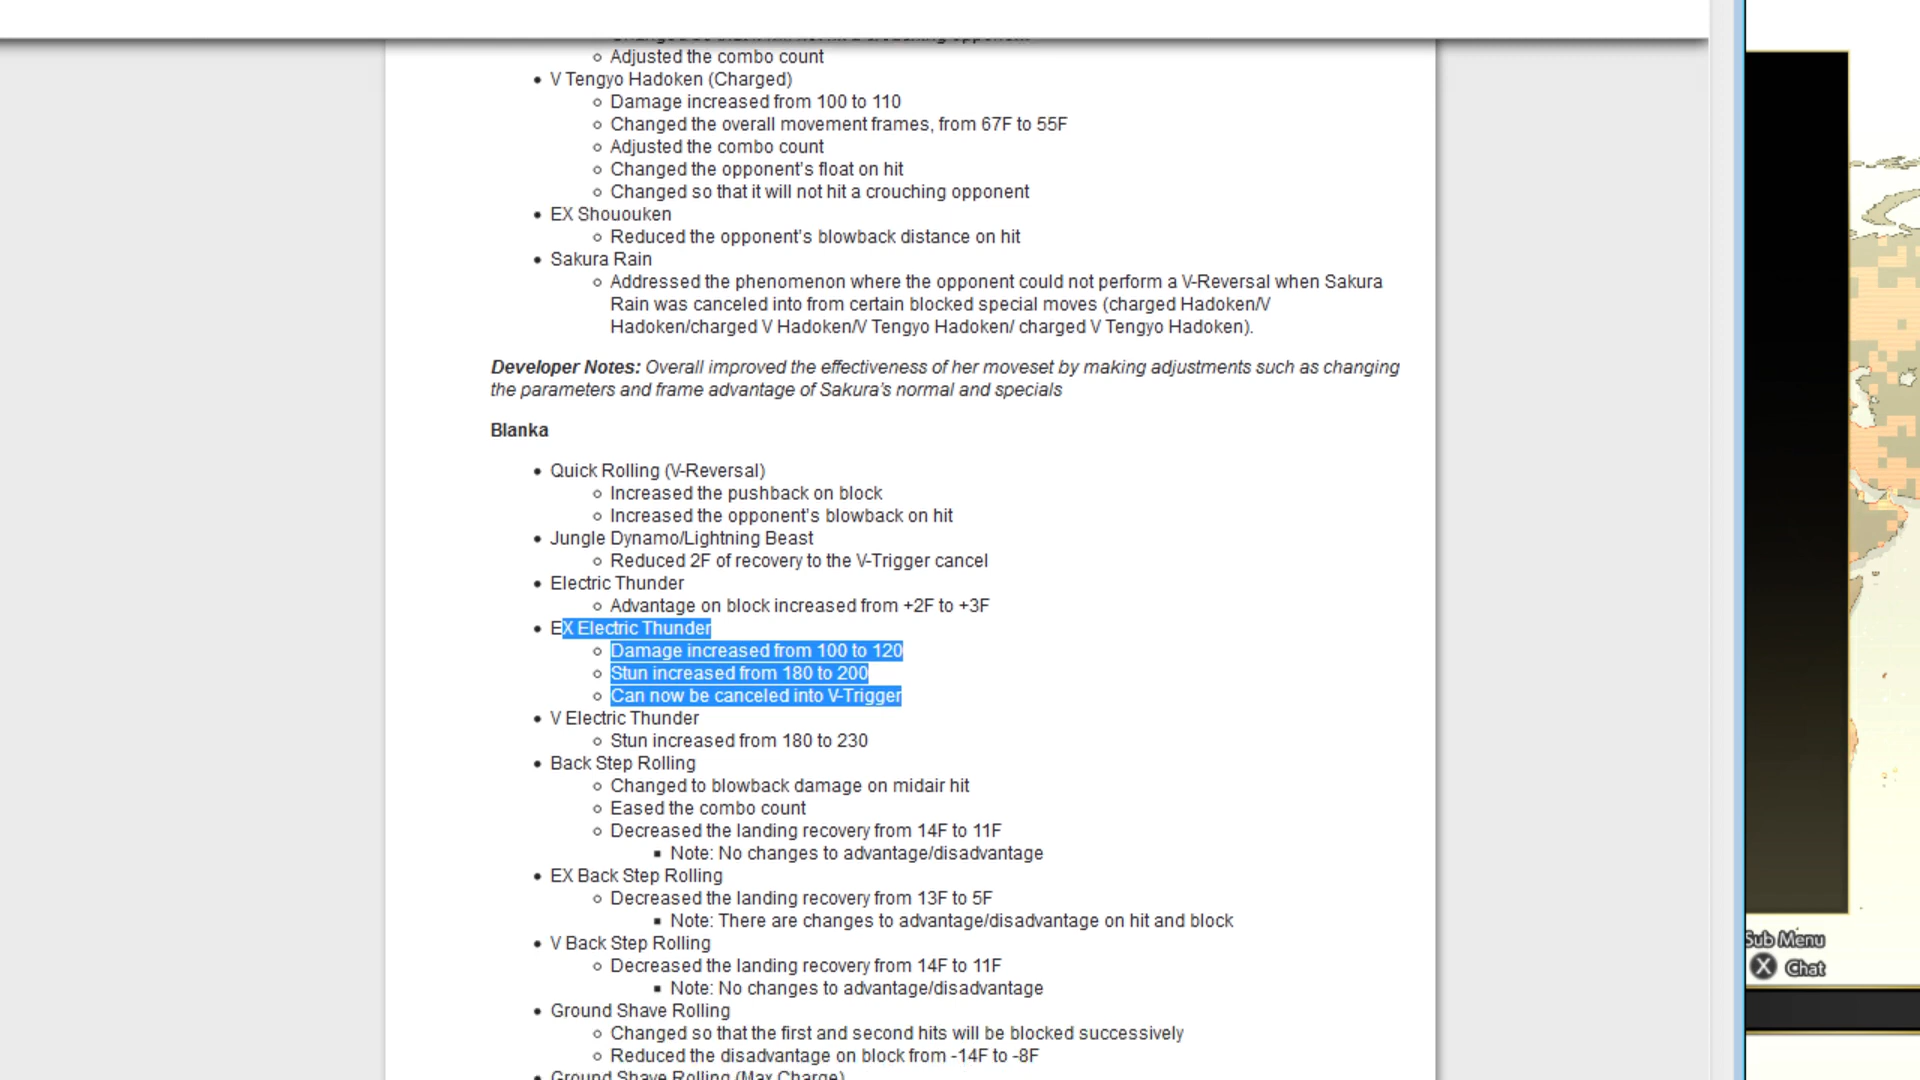 Adjusted the combo count
V Tengyo Hadoken (Charged)
Damage increased from 100 to 110
Changed the overall movement frames, from 67F to 55F
Adjusted the combo count
Changed the opponent's float on hit
Changed so that it will not hit a crouching opponent
EX Shououken
Reduced the opponent's blowback distance on hit
Sakura Rain
Addressed the phenomenon where the opponent could not perform a V-Reversal when Sakura
Rain was canceled into from certain blocked special moves (charged Hadoken/V
Hadoken/charged V Hadoken/V Tengyo Hadoken/ charged V Tengyo Hadoken).
Developer Notes: Overall improved the effectiveness of her moveset by making adjustments such as changing
the parameters and frame advantage of Sakura's normal and specials
Blanka
Quick Rolling (V-Reversal)
Increased the pushback on block
Increased the opponent's blowback on hit
Jungle Dynamo/Lightning Beast
Reduced 2F of recovery to the V-Trigger cancel
Electric Thunder
Advantage on block increased from +2F to +3F
EX Electric Thunder
Damage increased from 100 to 120
Stun increased from 180 to 200
Can now be canceled into V-Trigger
V Electric Thunder
Stun increased from 180 to 230
Back Step Rolling
Changed to blowback damage on midair hit
Eased the combo count
Decreased the landing recovery from 14F to 11F
Note: No changes to advantage/disadvantage
EX Back Step Rolling
Decreased the landing recovery from 13F to 5F
Note: There are changes to advantage/disadvantage on hit and block
V Back Step Rolling
Decreased the landing recovery from 14F to 11F
Note: No changes to advantage/disadvantage
Ground Shave Rolling
Changed so that the first and second hits will be blocked successively
Reduced the disadvantage on block from -14F to -8F
Ground Shave Rolling (Max Charge)
Sub Menu
X Chat